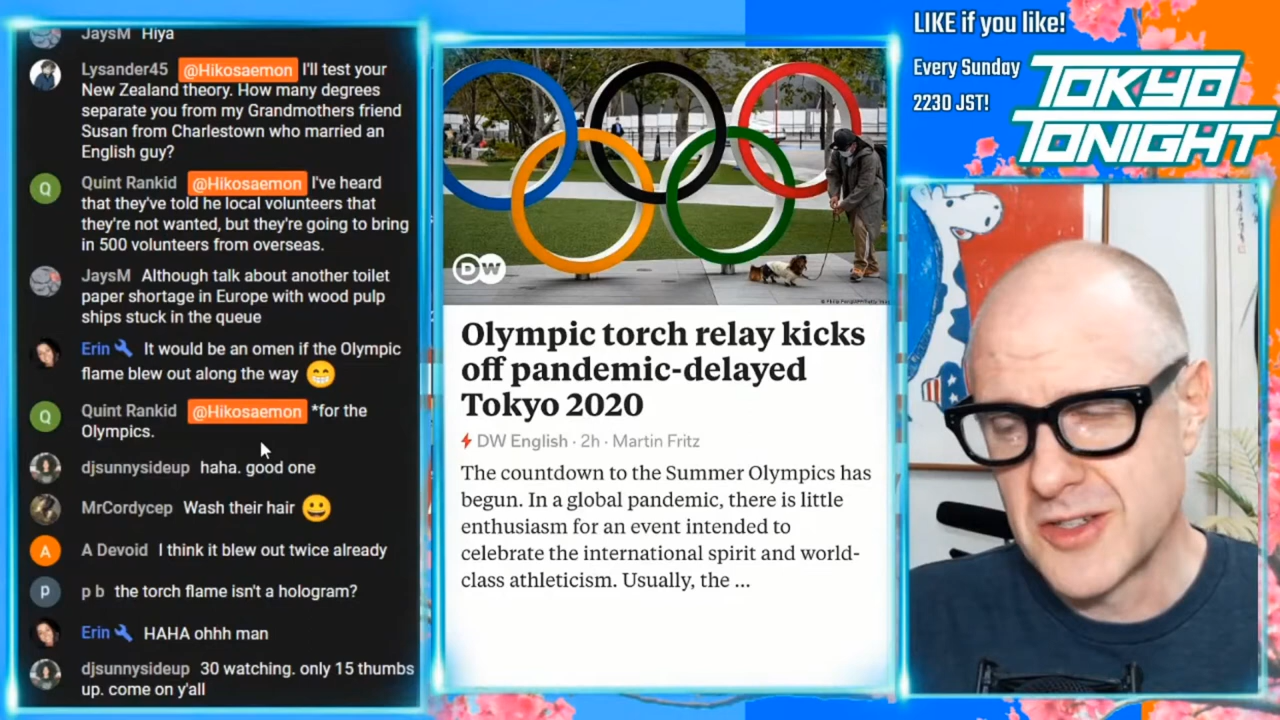 JaysM Hiya
Lysander45 @Hikosaemon I'll test your
New Zealand theory. How many degrees
separate you from my Grandmothers friend
Susan from Charlestown who married an
English guy?
Q
Quint Rankid @Hikosaemon I've heard
that they've told he local volunteers that
they're not wanted, but they're going to bring
in 500 volunteers from overseas.
JaysM Although talk about another toilet
paper shortage in Europe with wood pulp
ships stuck in the queue
Erin It would be an omen if the Olympic
flame blew out along the way
Q
Quint Rankid @Hikosaemon *for the
Olympics.
djsunnysideup haha. good one
MrCordycep Wash their hair
A
A Devoid I think it blew out twice already
P
p b the torch flame isn't a hologram?
Erin HAHA ohhh man
djsunnysideup 30 watching. only 15 thumbs
up. come on y'all
DW
Olympic torch relay kicks
off pandemic-delayed
Tokyo 2020
DW English · 2h · Martin Fritz
The countdown to the Summer Olympics has
begun. In a global pandemic, there is little
enthusiasm for an event intended to
celebrate the international spirit and world-
class athleticism. Usually, the ...
LIKE if you like!
Every Sunday
2230 JST!
TOKYO
TONIGHT